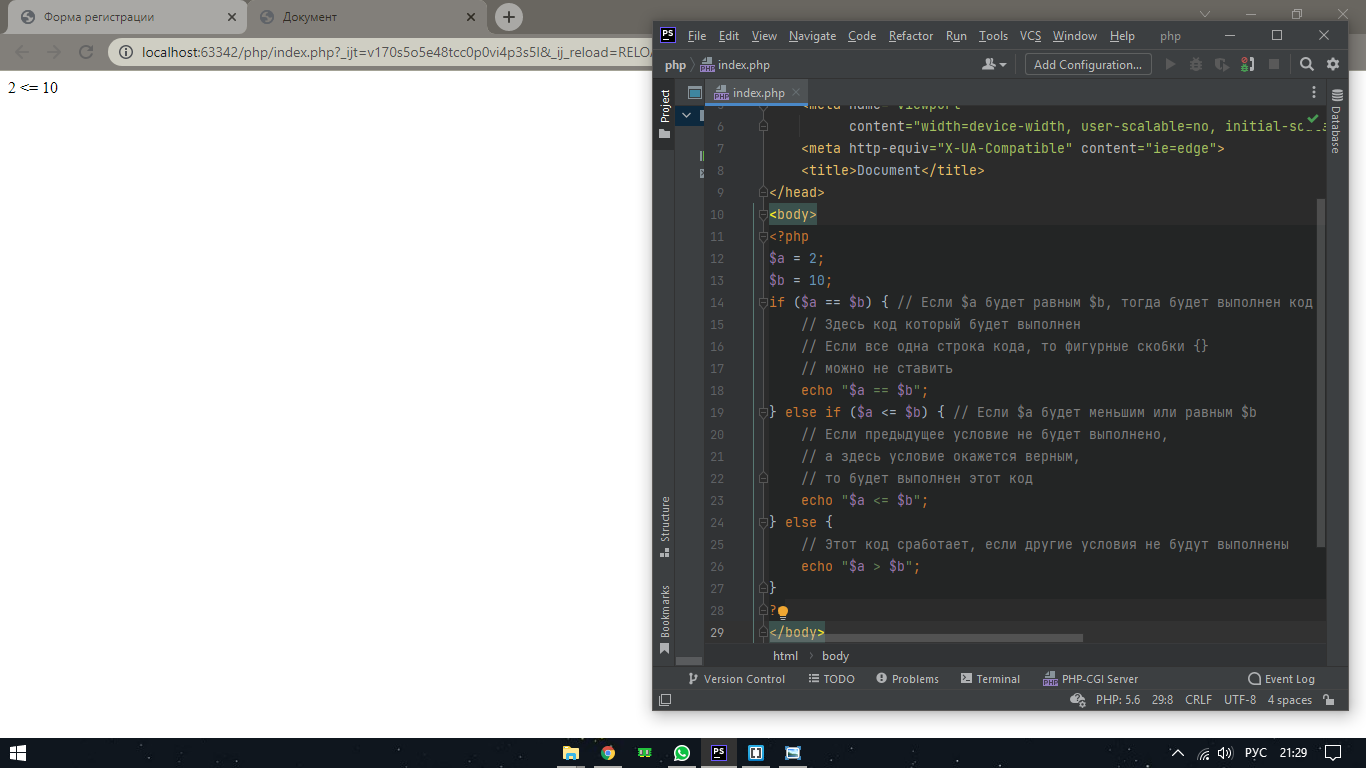 Форма регистрации
Документ
localhost:63342/php/index.php?_ijt=v170s5o5e48tcc0p0vi4p3s5l&_ij_reload=RELOA
2 <= 10
PS File Edit View Navigate Code Refactor Run Tools VCS Window Help php
php index.php Add Configuration...
Project
index.php
Database
5 <meta name="viewport"
6 content="width=device-width, user-scalable=no, initial-sca
7 <meta http-equiv="X-UA-Compatible" content="ie=edge">
8 <title>Document</title>
9 </head>
10 <body>
11 <?php
12 $a = 2;
13 $b = 10;
14 if ($a == $b) { // Если $a будет равным $b, тогда будет выполнен код
15 // Здесь код который будет выполнен
16 // Если все одна строка кода, то фигурные скобки {}
17 // можно не ставить
18 echo "$a == $b";
19 } else if ($a <= $b) { // Если $a будет меньшим или равным $b
20 // Если предыдущее условие не будет выполнено,
21 // а здесь условие окажется верным,
22 // то будет выполнен этот код
23 echo "$a <= $b";
24 } else {
25 // Этот код сработает, если другие условия не будут выполнены
26 echo "$a > $b";
27 }
28 ?
29 </body>
Structure
Bookmarks
html body
Version Control TODO Problems Terminal PHP-CGI Server Event Log
PHP: 5.6 29:8 CRLF UTF-8 4 spaces
PS РУС 21:29